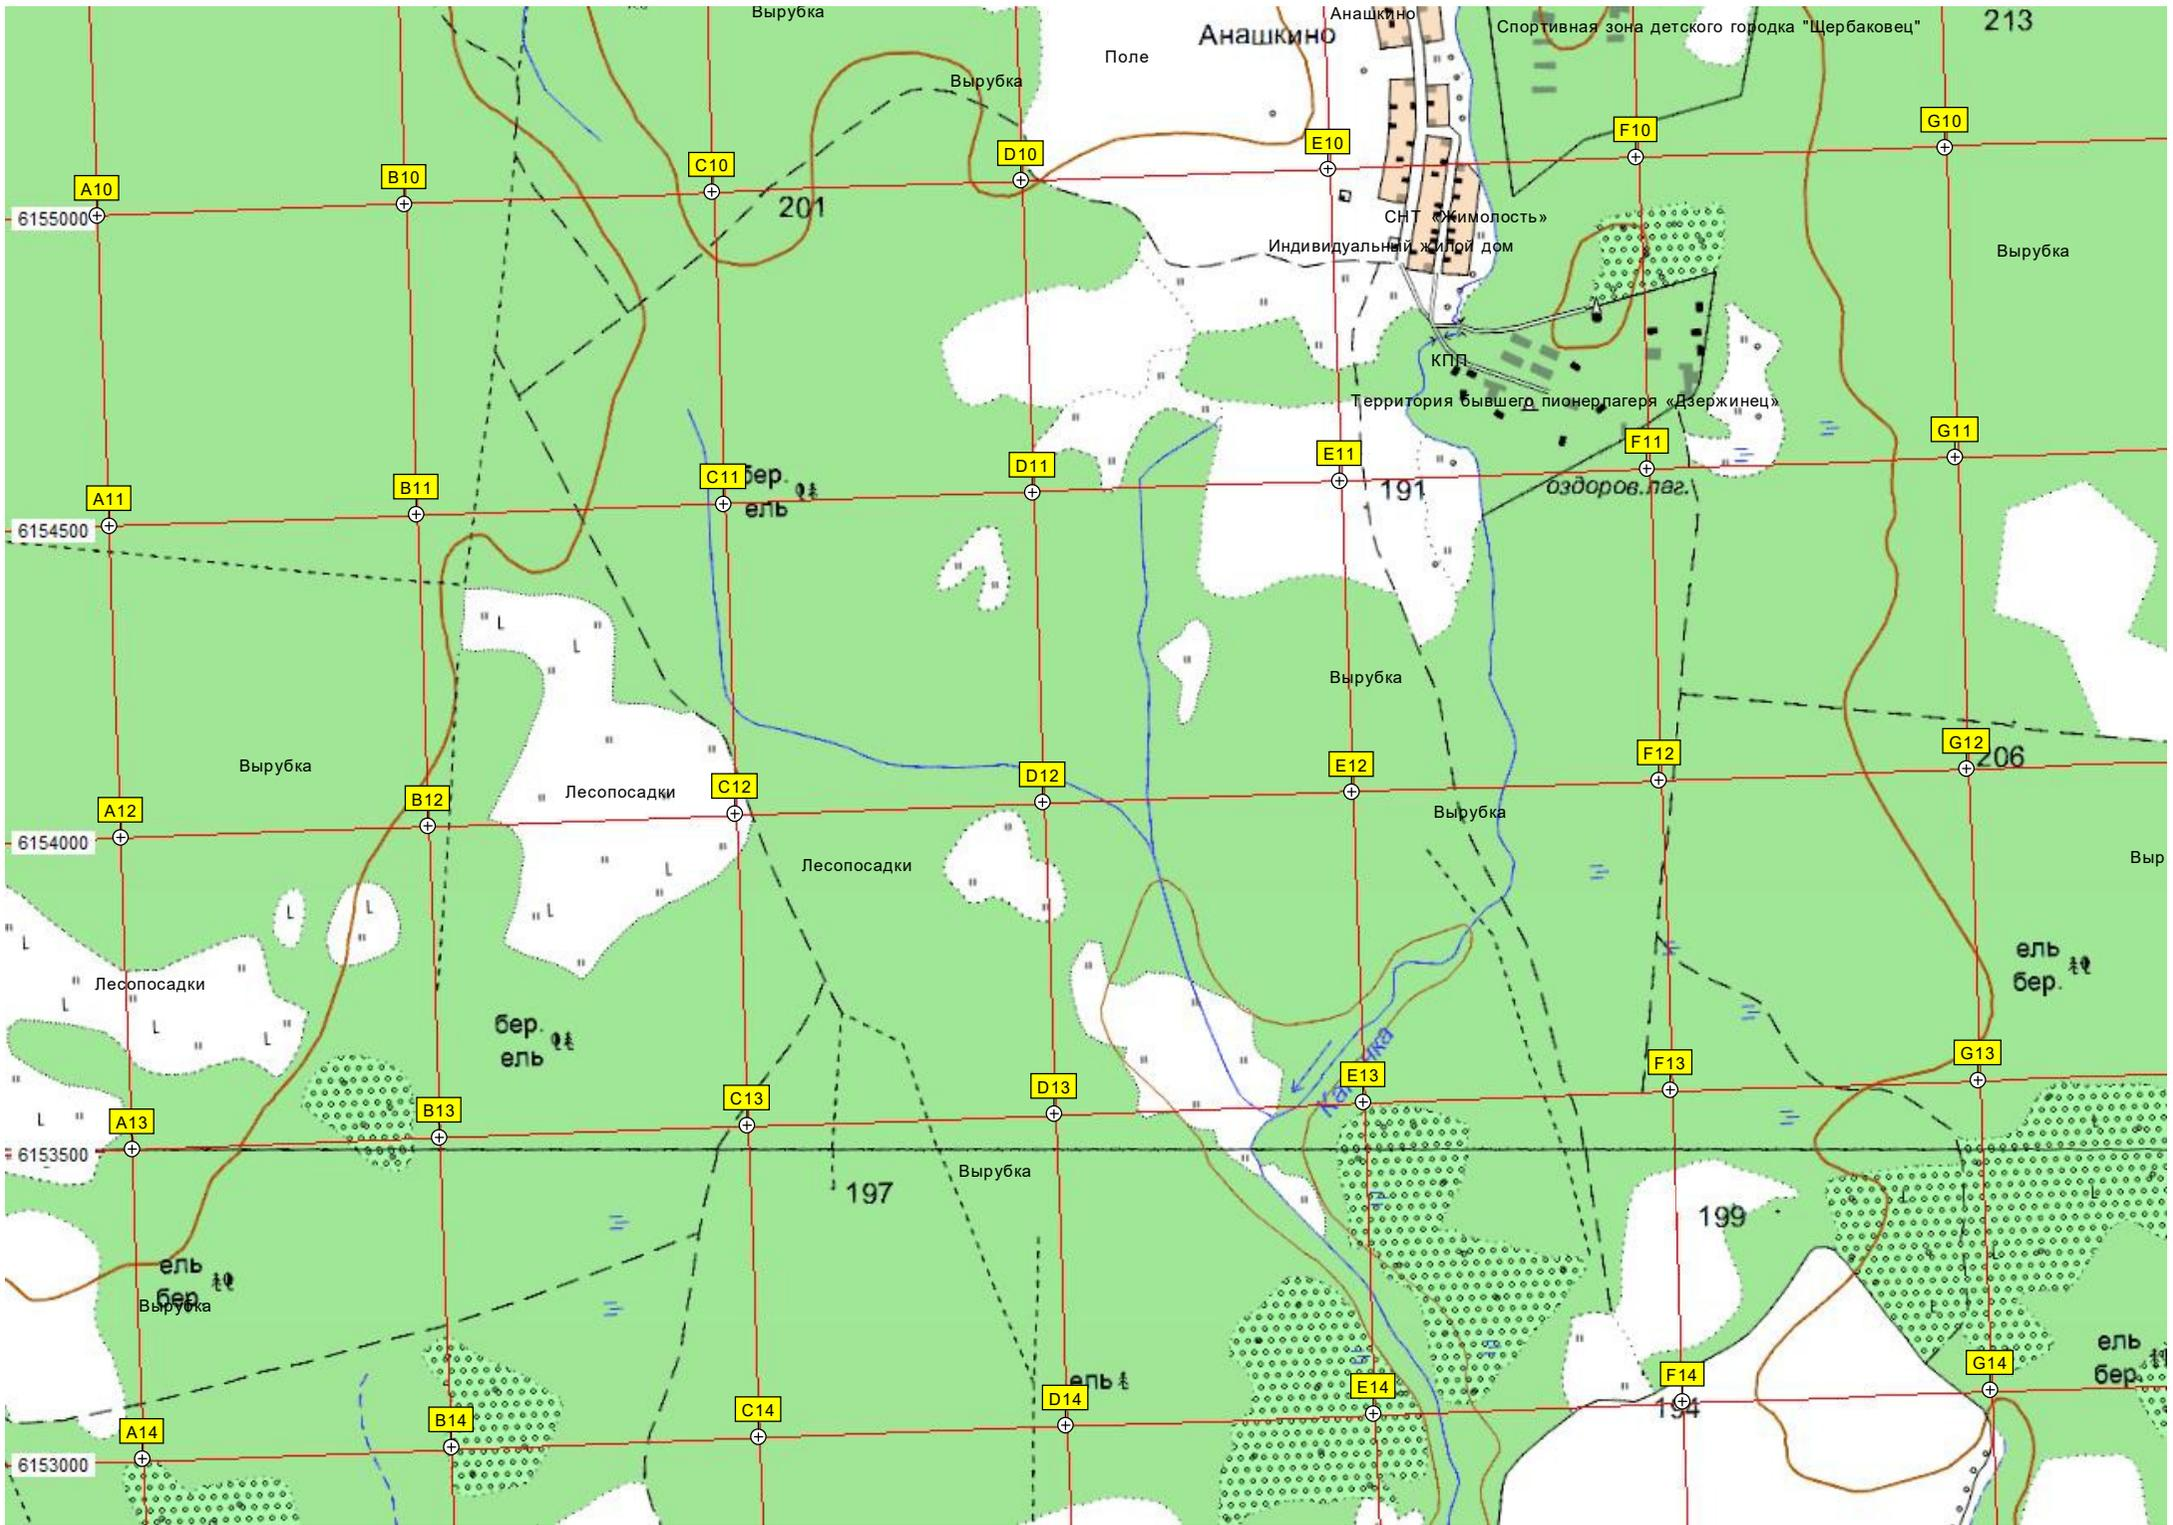 Вырубка
Анашкино
Спортивная зона детского городка "Щербаковец"
213
Анашкино
Поле
Вырубка
A10
B10
C10
D10
E10
F10
G10
6155000
201
СНТ «Жимолость»
Индивидуальный жилой дом
Вырубка
КПП
Территория бывшего пионерлагеря «Дзержинец»
A11
B11
C11
D11
E11
F11
G11
бер.
ель
191
оздоров.лаг.
6154500
Вырубка
Вырубка
Лесопосадки
A12
B12
C12
D12
E12
F12
G12
206
Вырубка
6154000
Лесопосадки
Выр
ель
бер.
Лесопосадки
бер.
ель
A13
B13
C13
D13
E13
F13
G13
6153500
Вырубка
197
199
ель
бер.
Вырубка
ель
бер.
ель
A14
B14
C14
D14
E14
F14
G14
194
6153000